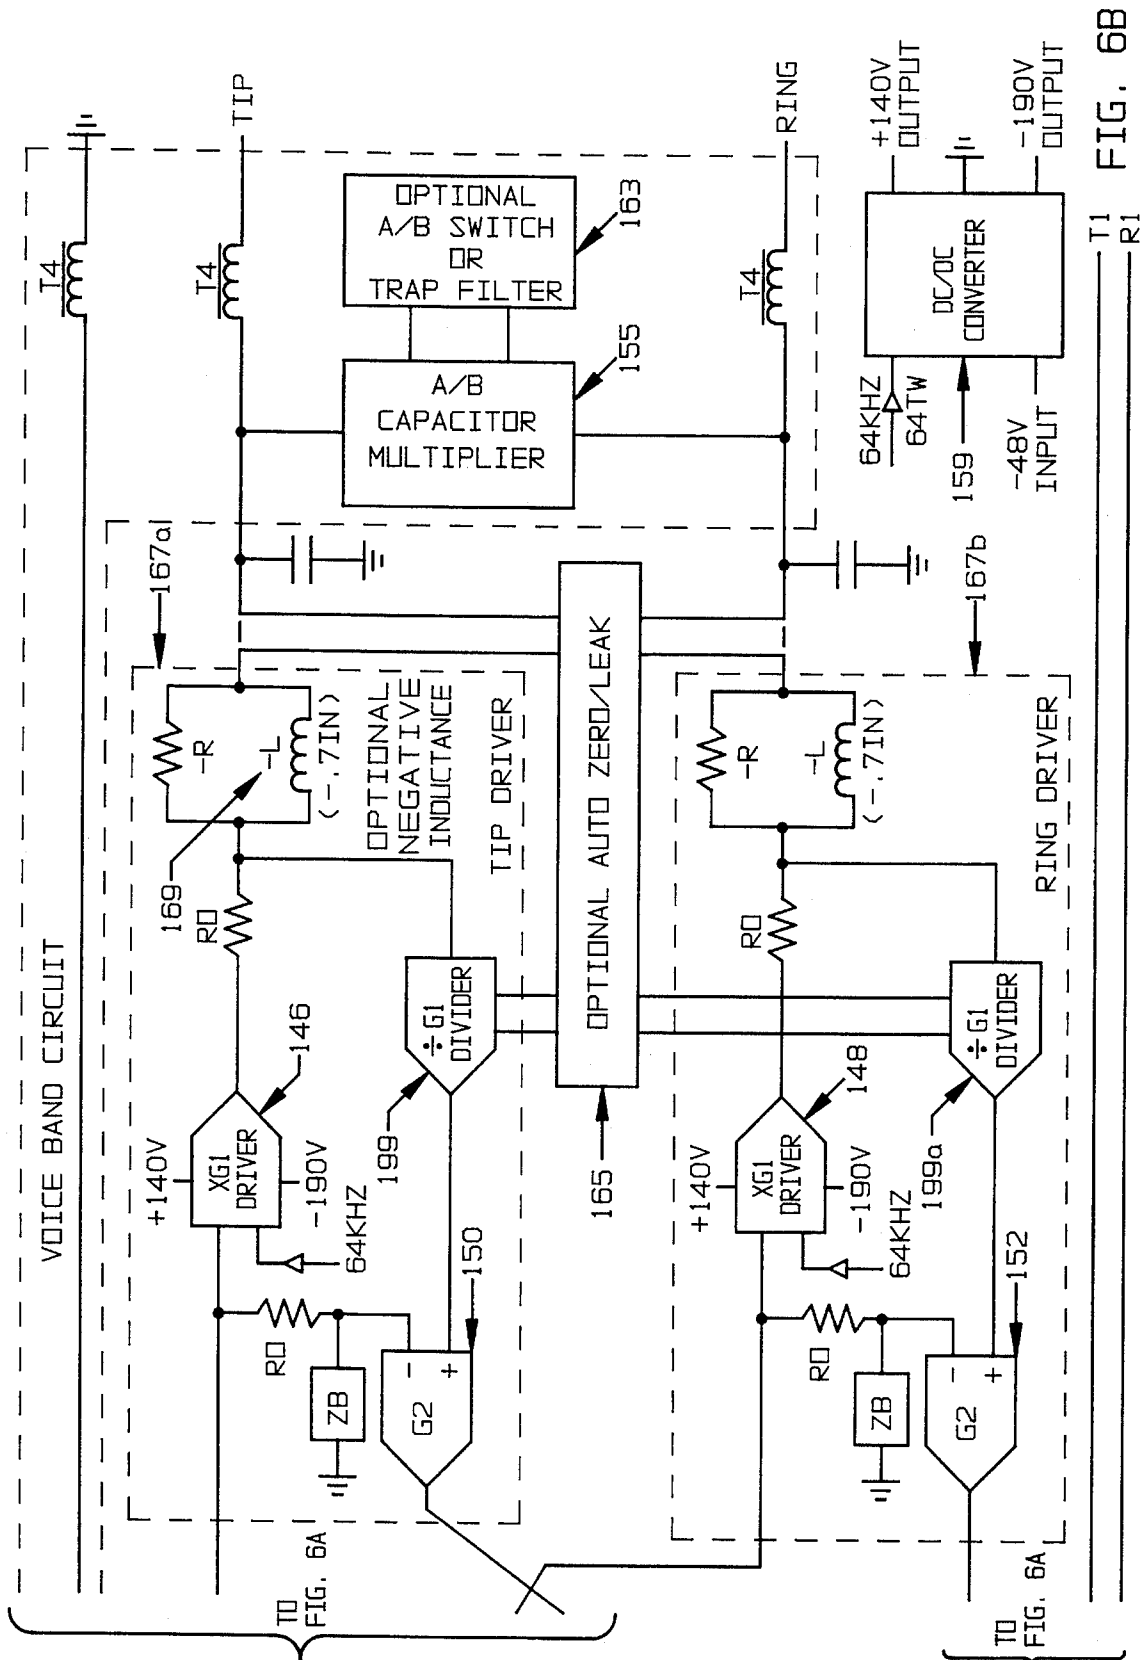 VOICE BAND CIRCUIT
T4
TIP
T4
OPTIONAL
A/B SWITCH
OR
TRAP FILTER
163
A/B
CAPACITOR
MULTIPLIER
155
T4
RING
167a
-R
169
-L
(-.7IN)
OPTIONAL
NEGATIVE
INDUCTANCE
TIP DRIVER
RO
+140V
XG1
DRIVER
-190V
146
64KHZ
÷G1
DIVIDER
199
RO
ZB
-
+
G2
150
TO
FIG. 6A
OPTIONAL AUTO ZERO/LEAK
165
167b
-R
-L
(-.7IN)
RING DRIVER
RO
+140V
XG1
DRIVER
-190V
148
64KHZ
÷G1
DIVIDER
199a
RO
ZB
-
+
G2
152
TO
FIG. 6A
64KHZ
64TW
159
-48V
INPUT
DC/DC
CONVERTER
+140V
OUTPUT
-190V
OUTPUT
T1
R1
FIG. 6B